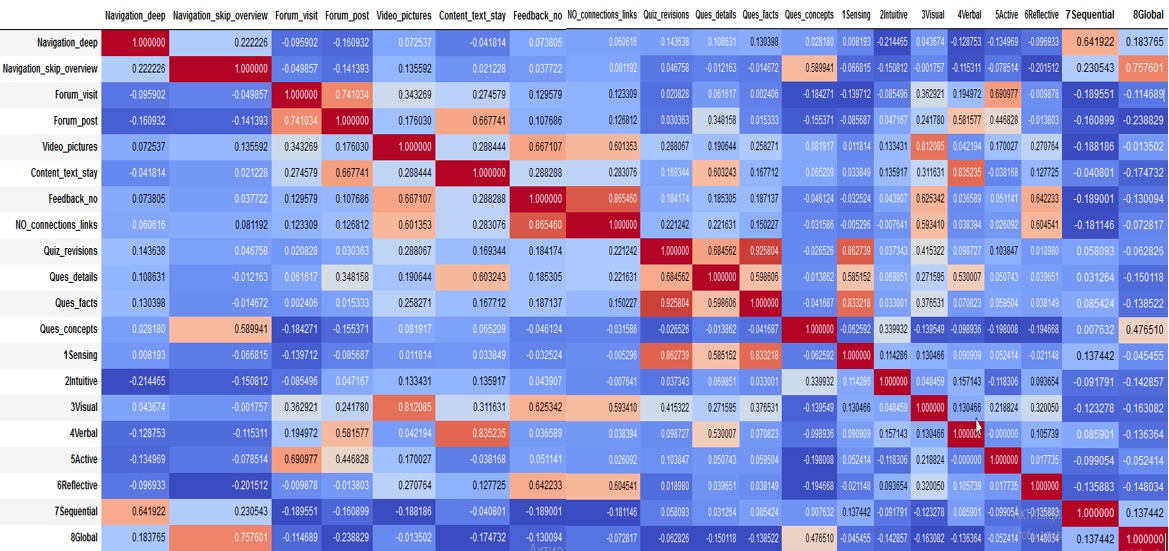 Navigation_deep Navigation_skip_overview Forum_visit Forum_post Video_pictures Content_text_stay Feedback_no NO_connections_links Quiz_revisions Ques_details Ques_facts Ques_concepts 1Sensing 2Intuitive 3Visual 4Verbal 5Active 6Reflective 7Sequential 8Global
Navigation_deep 1.000000 0.222226 -0.095902 -0.160932 0.072537 -0.041814 0.073805 0.060616 0.143638 0.108631 0.130398 0.028180 0.008193 -0.214465 0.043674 -0.128753 -0.134969 -0.096933 0.641922 0.183765
Navigation_skip_overview 0.222226 1.000000 -0.049857 -0.141393 0.135592 0.021228 0.037722 0.081192 0.046758 -0.012163 -0.014672 0.589941 -0.066815 -0.150812 -0.001757 -0.115311 -0.078514 -0.201512 0.230543 0.757601
Forum_visit -0.095902 -0.049857 1.000000 0.741034 0.343269 0.274579 0.129579 0.123309 0.020828 0.061617 0.002406 -0.184271 -0.139712 -0.085496 0.362921 0.194972 0.690977 -0.009878 -0.189551 -0.114689
Forum_post -0.160932 -0.141393 0.741034 1.000000 0.176030 0.667741 0.107686 0.126812 0.030363 0.348158 0.015333 -0.155371 -0.085687 0.047167 0.241780 0.581577 0.446828 -0.013803 -0.160899 -0.238829
Video_pictures 0.072537 0.135592 0.343269 0.176030 1.000000 0.288444 0.667107 0.601353 0.288067 0.190644 0.258271 0.081917 0.011814 0.133431 0.812085 0.042194 0.170027 0.270764 -0.188186 -0.013502
Content_text_stay -0.041814 0.021228 0.274579 0.667741 0.288444 1.000000 0.288288 0.283076 0.169344 0.603243 0.167712 0.065209 0.033849 0.135917 0.311631 0.835235 -0.038168 0.127725 -0.040801 -0.174732
Feedback_no 0.073805 0.037722 0.129579 0.107686 0.667107 0.288288 1.000000 0.865460 0.184174 0.185305 0.187137 -0.046124 -0.032524 0.043907 0.625342 0.036589 0.051141 0.642233 -0.189001 -0.130094
NO_connections_links 0.060616 0.081192 0.123309 0.126812 0.601353 0.283076 0.865460 1.000000 0.221242 0.221631 0.150227 -0.031586 -0.005296 -0.007641 0.593410 0.038394 0.026092 0.604541 -0.181146 -0.072817
Quiz_revisions 0.143638 0.046758 0.020828 0.030363 0.288067 0.169344 0.184174 0.221242 1.000000 0.684562 0.925804 -0.026526 0.862739 0.037343 0.415322 0.098727 0.103847 0.018980 0.058093 -0.062826
Ques_details 0.108631 -0.012163 0.061617 0.348158 0.190644 0.603243 0.185305 0.221631 0.684562 1.000000 0.598606 -0.013862 0.585152 0.069851 0.271595 0.530007 0.050743 0.039651 0.031264 -0.150118
Ques_facts 0.130398 -0.014672 0.002406 0.015333 0.258271 0.167712 0.187137 0.150227 0.925804 0.598606 1.000000 -0.041687 0.833218 0.033001 0.376531 0.070823 0.059504 0.038149 0.085424 -0.138522
Ques_concepts 0.028180 0.589941 -0.184271 -0.155371 0.081917 0.065209 -0.046124 -0.031586 -0.026526 -0.013862 -0.041687 1.000000 -0.062592 0.339932 -0.139549 -0.098936 -0.198008 -0.194668 0.007632 0.476510
1Sensing 0.008193 -0.066815 -0.139712 -0.085687 0.011814 0.033849 -0.032524 -0.005296 0.862739 0.585152 0.833218 -0.062592 1.000000 0.114286 0.130466 0.090909 0.052414 -0.021148 0.137442 -0.045455
2Intuitive -0.214465 -0.150812 -0.085496 0.047167 0.133431 0.135917 0.043907 -0.007641 0.037343 0.069851 0.033001 0.339932 0.114286 1.000000 0.048459 0.157143 -0.118306 0.093654 -0.091791 -0.142857
3Visual 0.043674 -0.001757 0.362921 0.241780 0.812085 0.311631 0.625342 0.593410 0.415322 0.271595 0.376531 -0.139549 0.130466 0.048459 1.000000 0.130466 0.218824 0.320050 -0.123278 -0.163082
4Verbal -0.128753 -0.115311 0.194972 0.581577 0.042194 0.835235 0.036589 0.038394 0.098727 0.530007 0.070823 -0.098936 0.090909 0.157143 0.130466 1.000000 -0.000000 0.105739 0.085901 -0.136364
5Active -0.134969 -0.078514 0.690977 0.446828 0.170027 -0.038168 0.051141 0.026092 0.103847 0.050743 0.059504 -0.198008 0.052414 -0.118306 0.218824 -0.000000 1.000000 0.017735 -0.099054 -0.052414
6Reflective -0.096933 -0.201512 -0.009878 -0.013803 0.270764 0.127725 0.642233 0.604541 0.018980 0.039651 0.038149 -0.194668 -0.021148 0.093654 0.320050 0.105739 0.017735 1.000000 -0.135883 -0.148034
7Sequential 0.641922 0.230543 -0.189551 -0.160899 -0.188186 -0.040801 -0.189001 -0.181146 0.058093 0.031264 0.085424 0.007632 0.137442 -0.091791 -0.123278 0.085901 -0.099054 -0.135883 1.000000 0.137442
8Global 0.183765 0.757601 -0.114689 -0.238829 -0.013502 -0.174732 -0.130094 -0.072817 -0.062826 -0.150118 -0.138522 0.476510 -0.045455 -0.142857 -0.163082 -0.136364 -0.052414 -0.148034 0.137442 1.000000